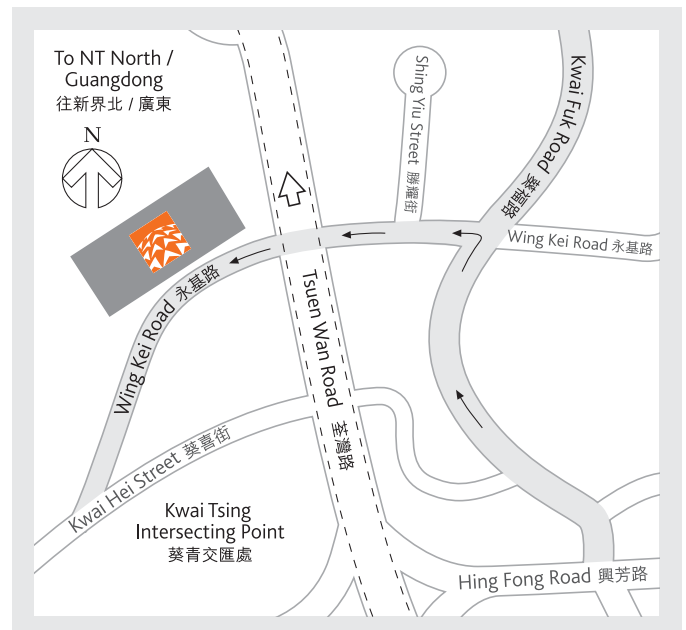 To NT North /
Guangdong
往新界北 / 廣東
N
Shing Yiu Street 勝耀街
Kwai Fuk Road 葵福路
Wing Kei Road 永基路
Wing Kei Road 永基路
Tsuen Wan Road 荃灣路
Kwai Hei Street 葵喜街
Kwai Tsing
Intersecting Point
葵青交匯處
Hing Fong Road 興芳路